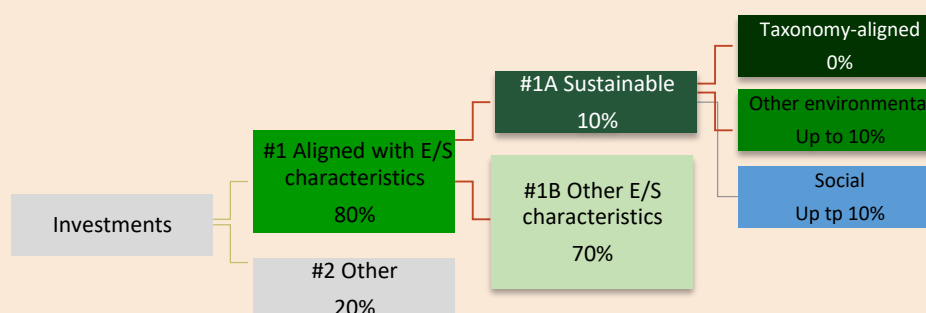 Investments
#1 Aligned with E/S
characteristics
80%
#2 Other
20%
#1A Sustainable
10%
#1B Other E/S
characteristics
70%
Taxonomy-aligned
0%
Other environmenta
Up to 10%
Social
Up tp 10%